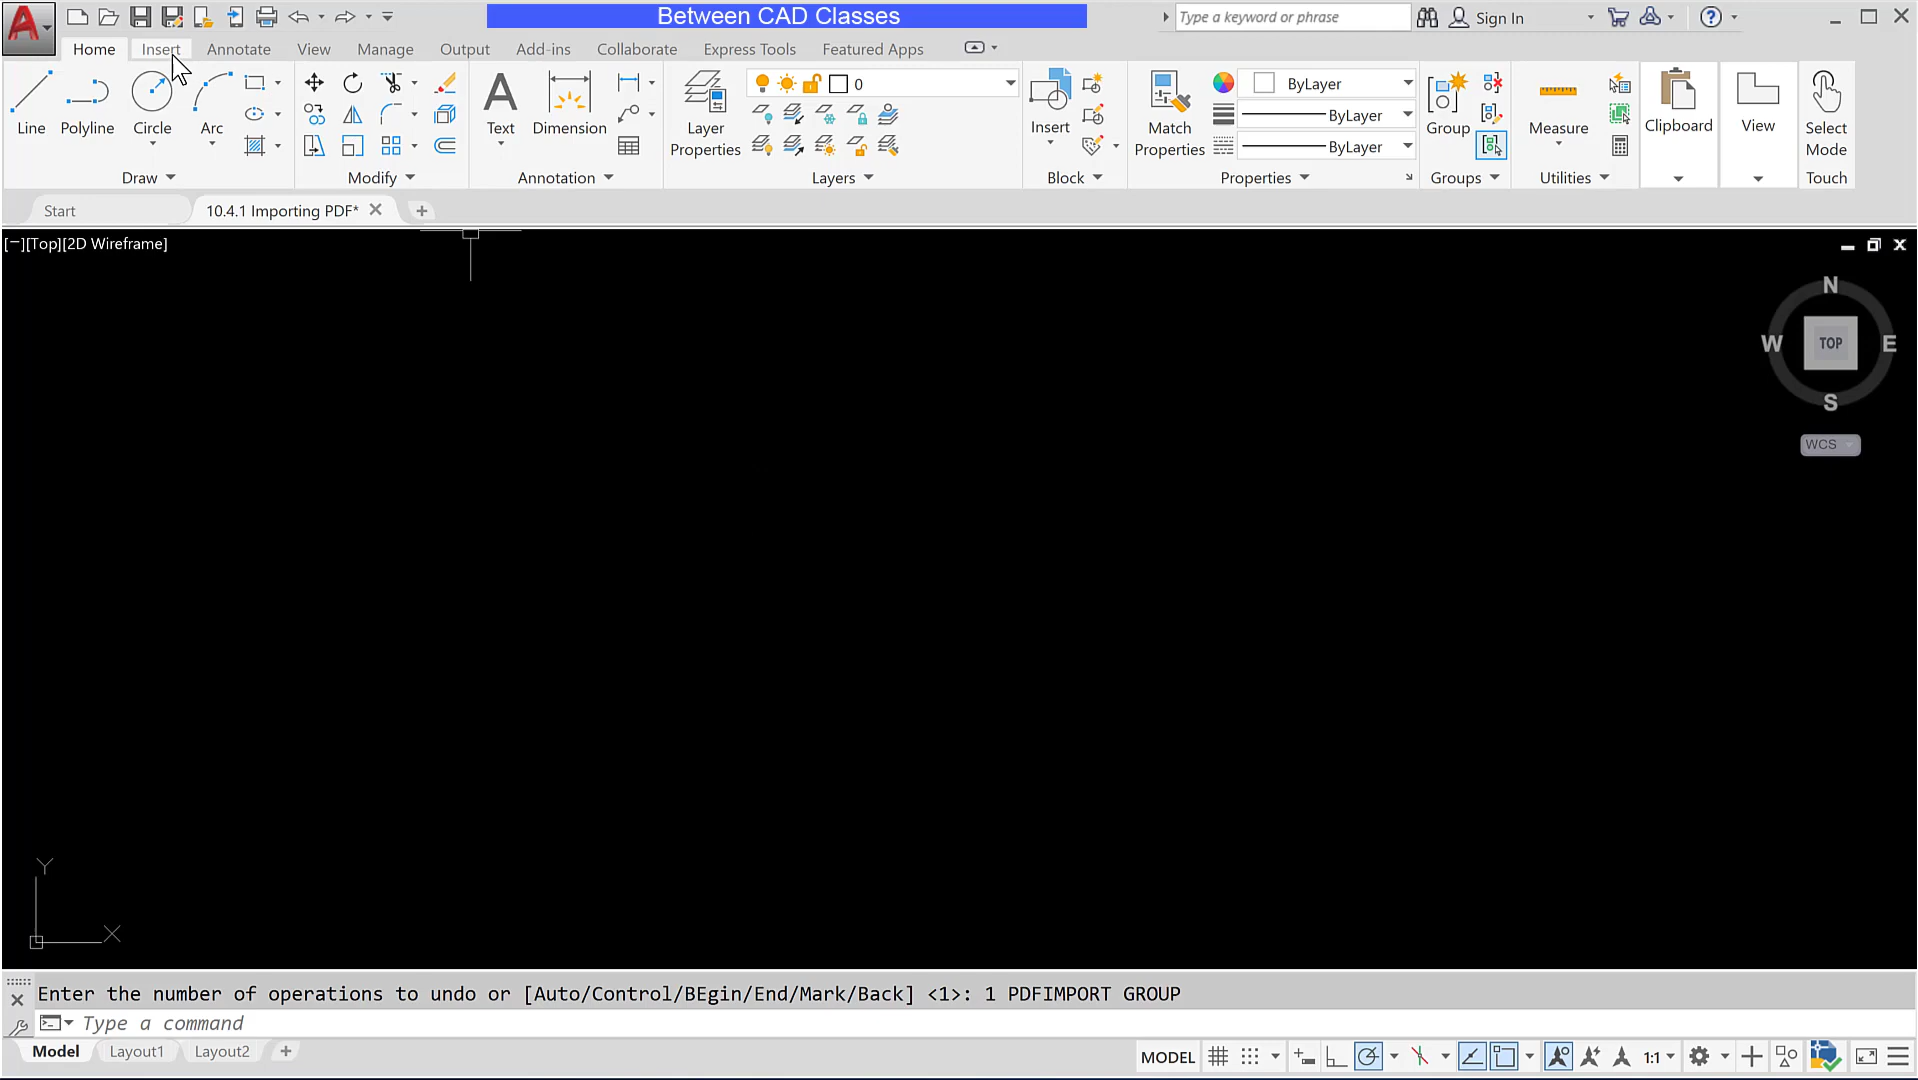 Between CAD Classes
Type a keyword or phrase
Sign In
Home Insert Annotate View Manage Output Add-ins Collaborate Express Tools Featured Apps
Line Polyline Circle Arc
Text Dimension
Layer Properties
0
Insert
Match Properties
ByLayer
ByLayer
ByLayer
Group
Measure
Clipboard
View
Select Mode
Draw Modify Annotation Layers Block Properties Groups Utilities Touch
Start 10.4.1 Importing PDF*
[−][Top][2D Wireframe]
N
W TOP E
S
WCS
Y
X
Enter the number of operations to undo or [Auto/Control/BEgin/End/Mark/Back] <1>: 1 PDFIMPORT GROUP
Type a command
Model Layout1 Layout2
MODEL 1:1